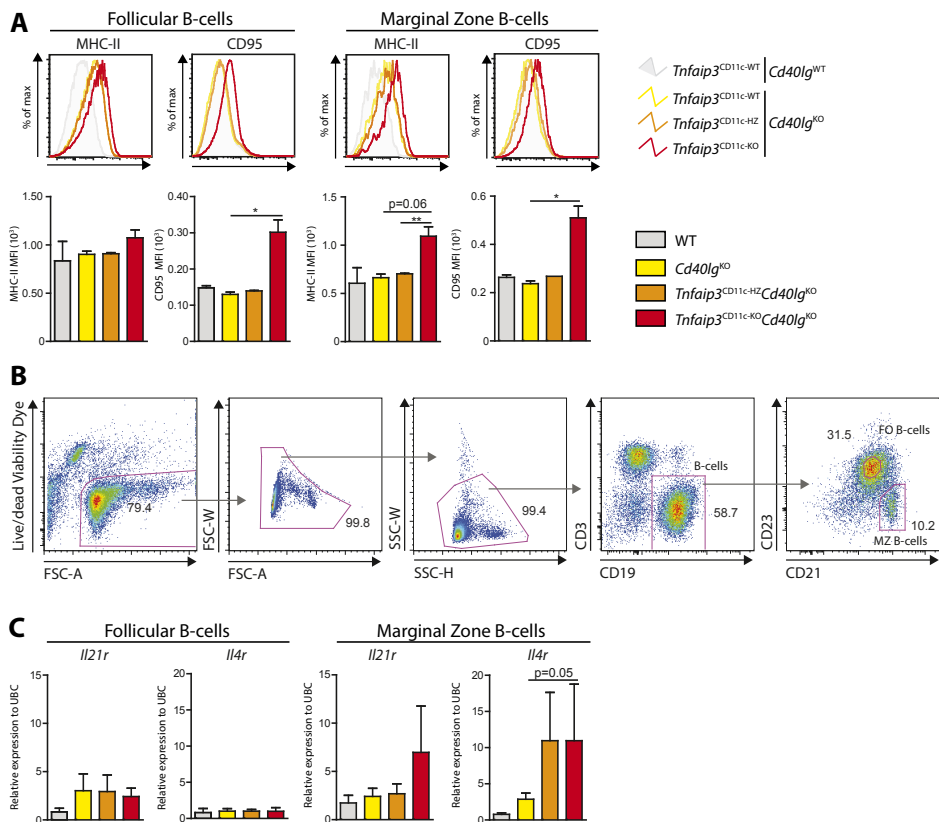 A
Follicular B-cells
Marginal Zone B-cells
MHC-II
CD95
MHC-II
CD95
% of max
% of max
% of max
% of max
Tnfaip3CD11c-WT Cd40lgWT
Tnfaip3CD11c-WT
Tnfaip3CD11c-HZ Cd40lgKO
Tnfaip3CD11c-KO
MHC-II MFI (10³)
1.50
1.00
0.50
0
CD95 MFI (10³)
0.40
0.30
0.20
0.10
0
*
MHC-II MFI (10³)
1.5
1.0
0.5
0
p=0.06
**
CD95 MFI (10³)
0.6
0.4
0.2
0
*
WT
Cd40lgKO
Tnfaip3CD11c-HZCd40lgKO
Tnfaip3CD11c-KOCd40lgKO
B
Live/dead Viability Dye
79.4
FSC-A
FSC-W
99.8
FSC-A
SSC-W
99.4
SSC-H
CD3
B-cells
58.7
CD19
CD23
31.5
FO B-cells
10.2
MZ B-cells
CD21
C
Follicular B-cells
Marginal Zone B-cells
Il21r
Il4r
Il21r
Il4r
Relative expression to UBC
15
10
5
0
Relative expression to UBC
20
15
10
5
0
Relative expression to UBC
15
10
5
0
Relative expression to UBC
20
15
10
5
0
p=0.05